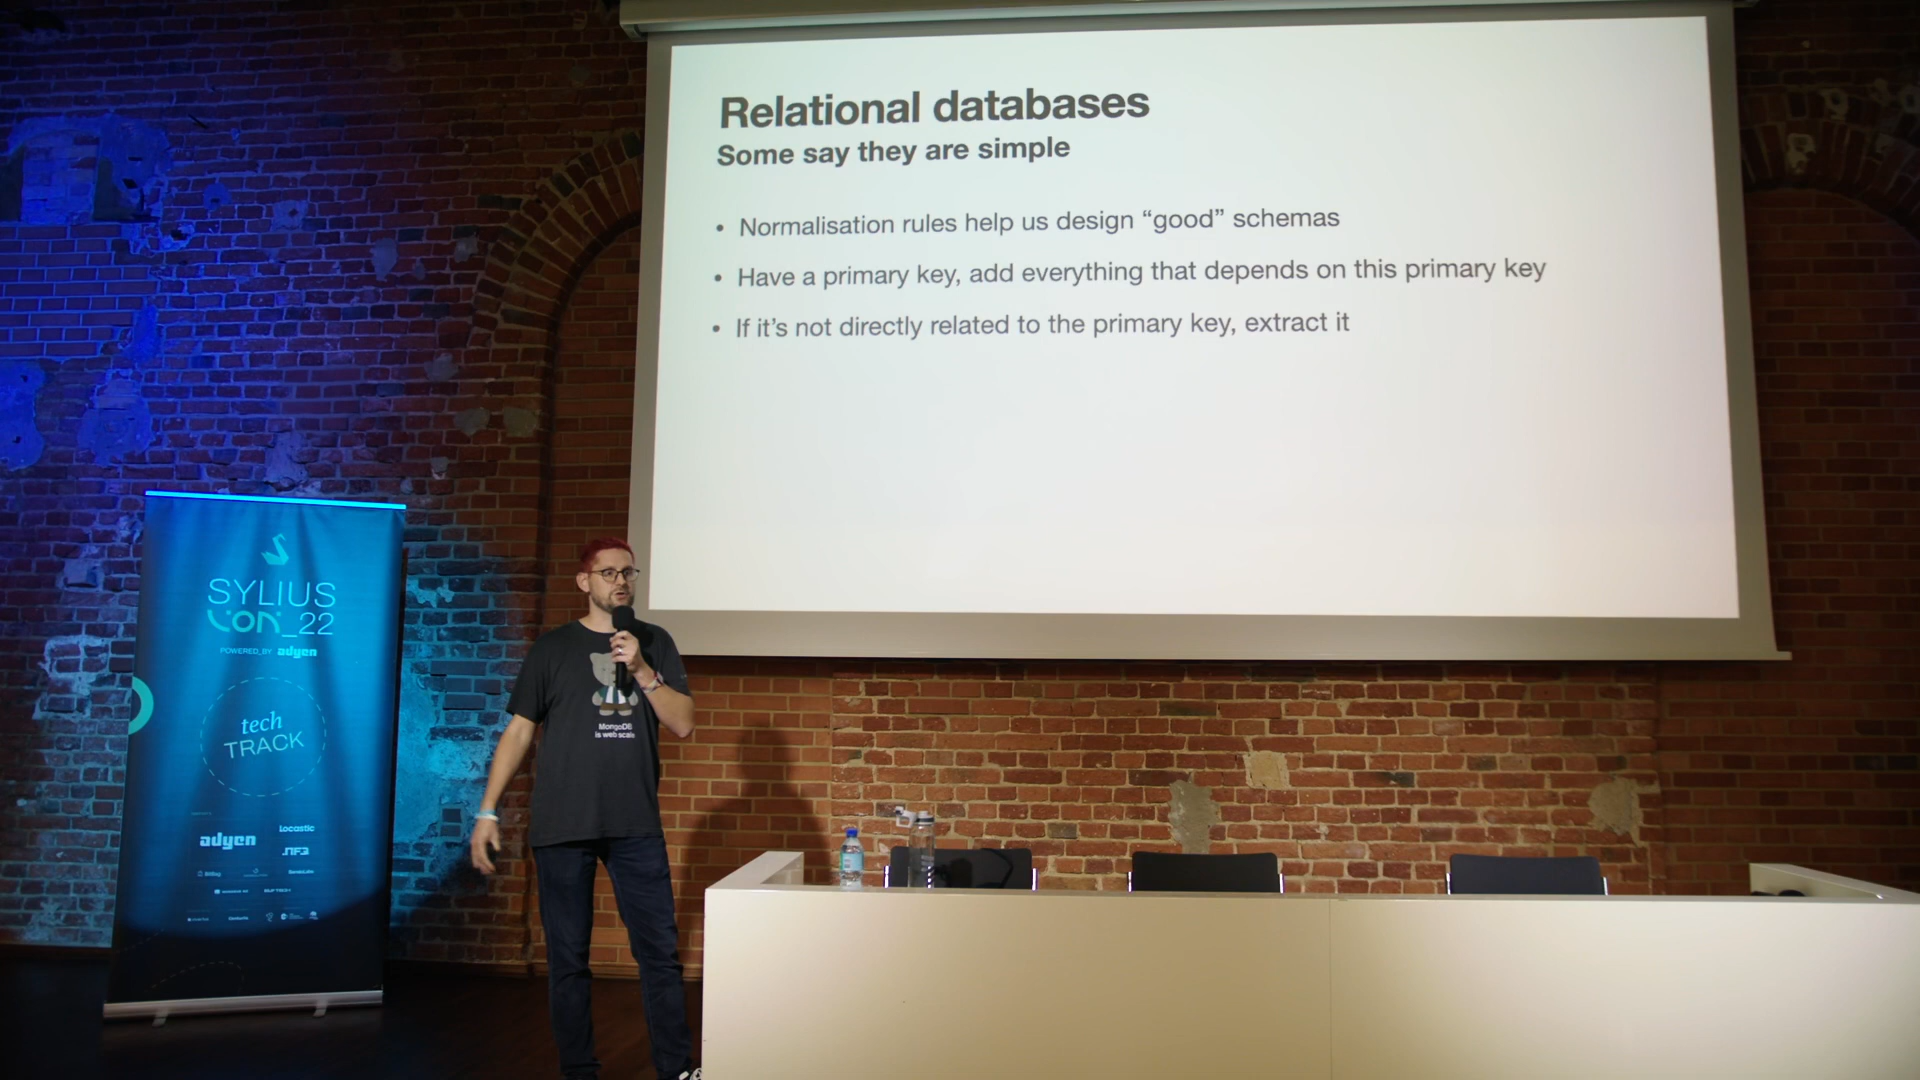 Relational databases
Some say they are simple
• Normalisation rules help us design “good” schemas
• Have a primary key, add everything that depends on this primary key
• If it’s not directly related to the primary key, extract it
SYLIUS
CON_22
POWERED_BY adyen
tech
TRACK
adyen
Locastic
MongoDB
is web scale